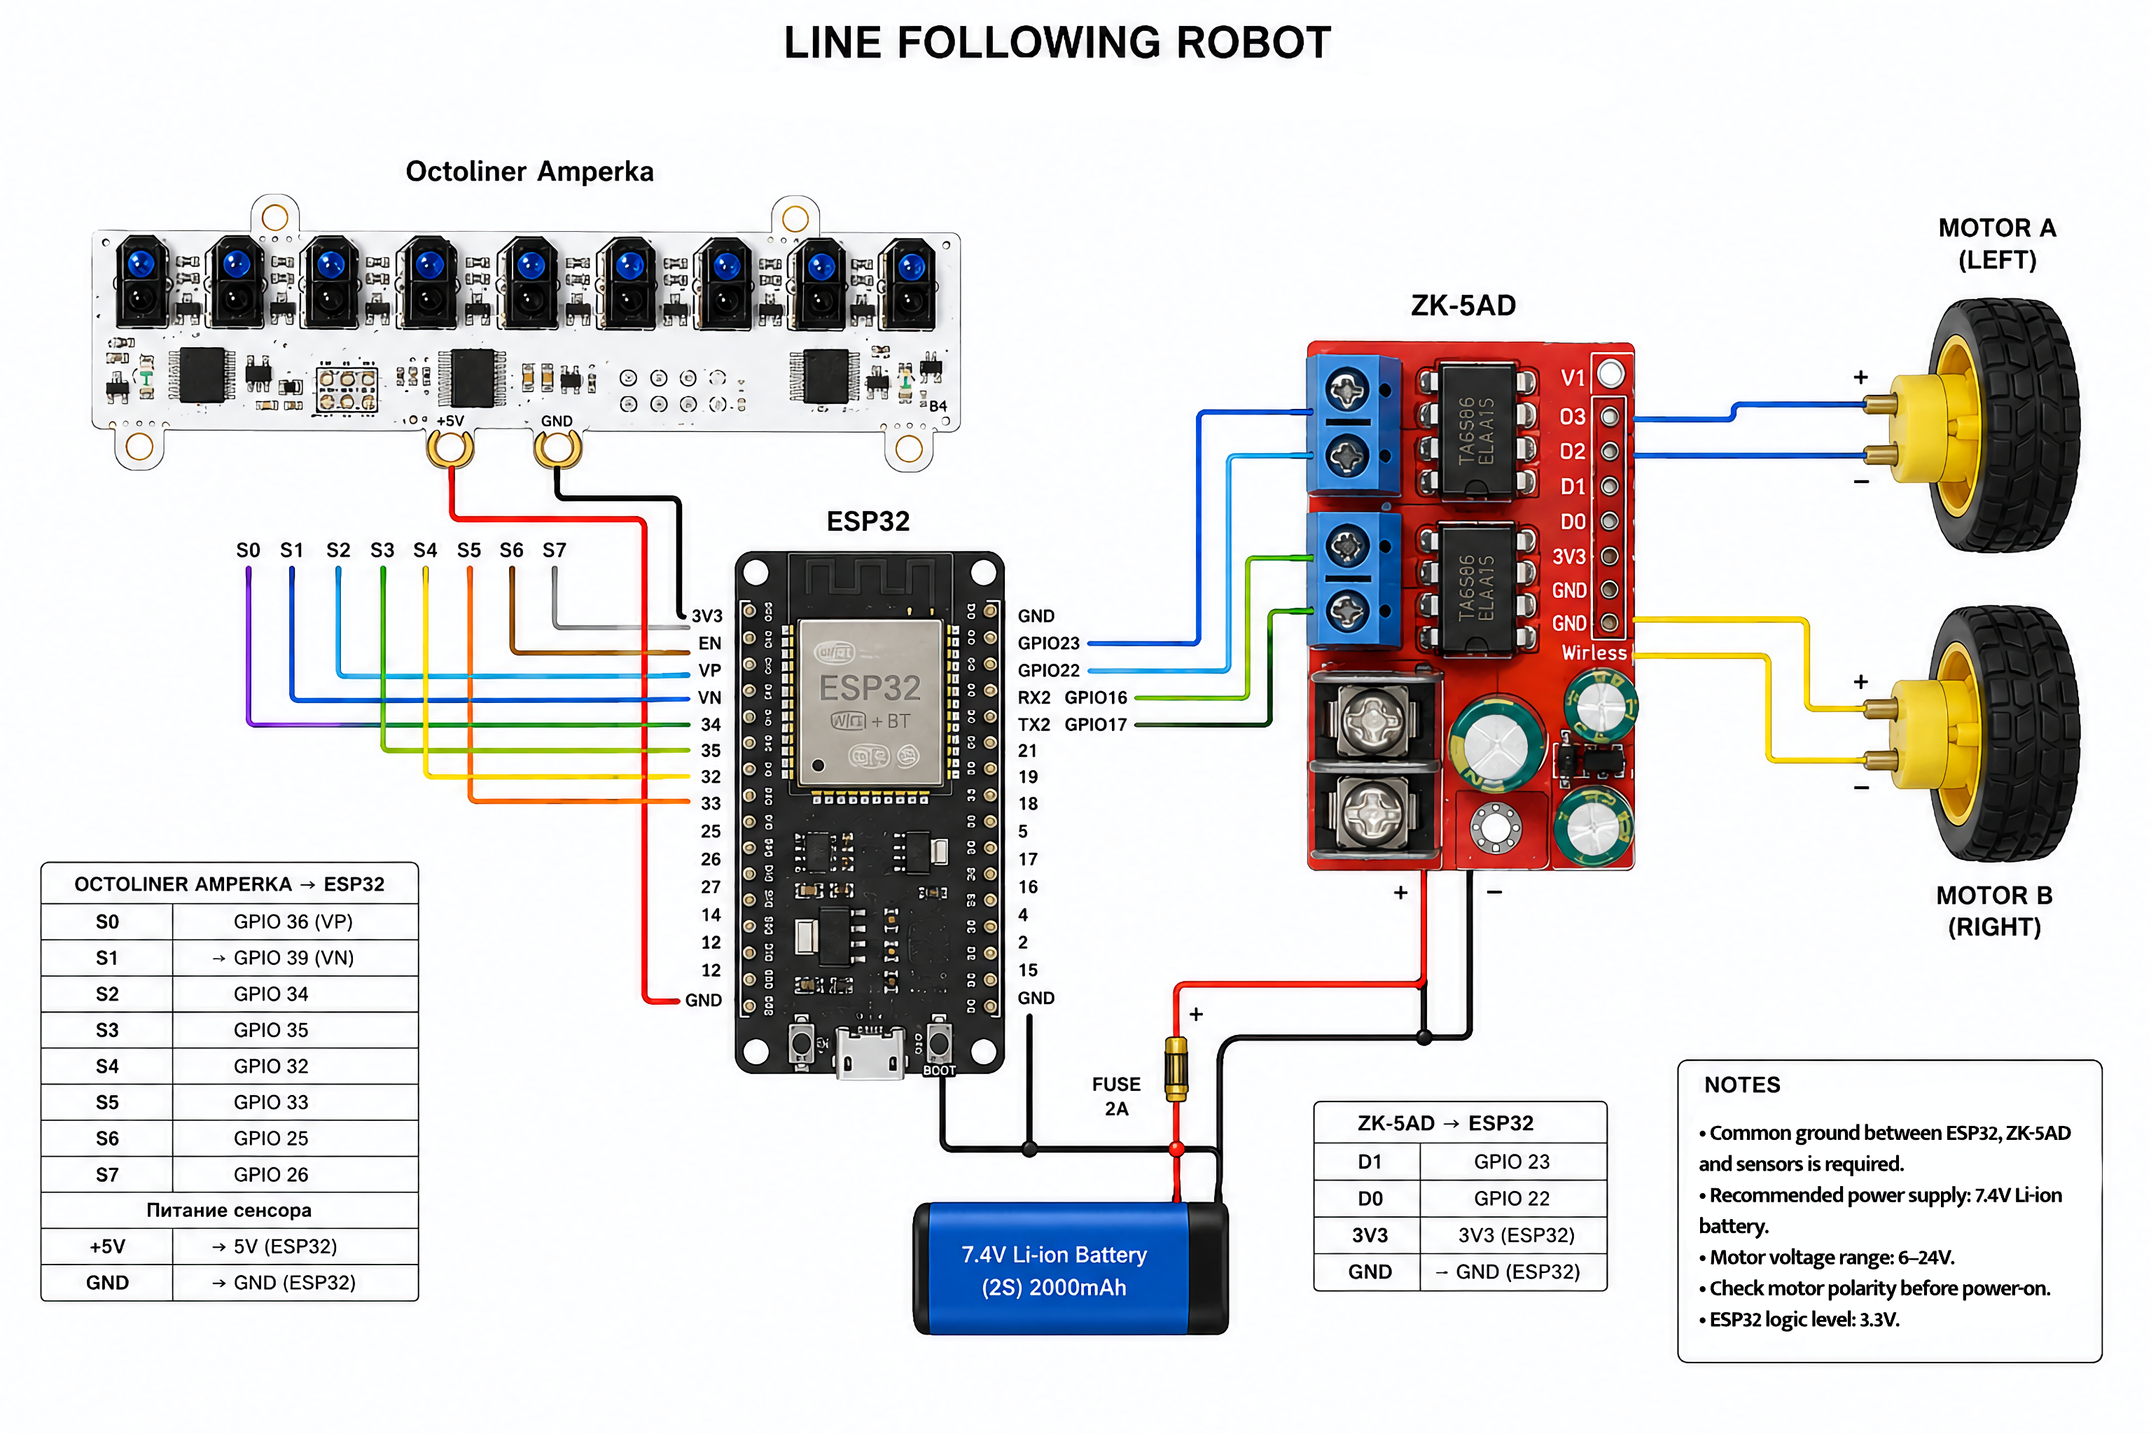 LINE FOLLOWING ROBOT
Octoliner Amperka
B4
+5V
GND
S0 S1 S2 S3 S4 S5 S6 S7
ESP32
3V3
EN
VP
VN
34
35
32
33
25
26
27
14
12
12
GND
ESP32
+ BT
BOOT
GND
GPIO23
GPIO22
RX2 GPIO16
TX2 GPIO17
21
19
18
5
17
16
4
2
15
GND
ZK-5AD
TA6S06
ELAA1S
TA6S06
ELAA1S
V1
O3
D2
D1
D0
3V3
GND
GND
Wirless
+ −
MOTOR A
(LEFT)
+
−
+
−
MOTOR B
(RIGHT)
+
FUSE
2A
7.4V Li-ion Battery
(2S) 2000mAh
OCTOLINER AMPERKA → ESP32
S0 GPIO 36 (VP)
S1 → GPIO 39 (VN)
S2 GPIO 34
S3 GPIO 35
S4 GPIO 32
S5 GPIO 33
S6 GPIO 25
S7 GPIO 26
Питание сенсора
+5V → 5V (ESP32)
GND → GND (ESP32)
ZK-5AD → ESP32
D1 GPIO 23
D0 GPIO 22
3V3 3V3 (ESP32)
GND → GND (ESP32)
NOTES
• Common ground between ESP32, ZK-5AD
and sensors is required.
• Recommended power supply: 7.4V Li-ion
battery.
• Motor voltage range: 6–24V.
• Check motor polarity before power-on.
• ESP32 logic level: 3.3V.